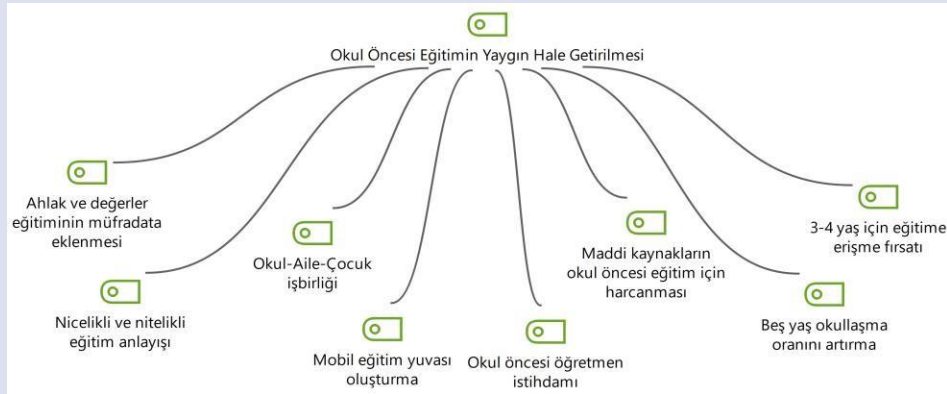 Okul Öncesi Eğitimin Yaygın Hale Getirilmesi
Ahlak ve değerler
eğitiminin müfradata
eklenmesi
Nicelikli ve nitelikli
eğitim anlayışı
Okul-Aile-Çocuk
işbirliği
Mobil eğitim yuvası
oluşturma
Okul öncesi öğretmen
istihdamı
Maddi kaynakların
okul öncesi eğitim için
harcanması
Beş yaş okullaşma
oranını artırma
3-4 yaş için eğitime
erişme fırsatı